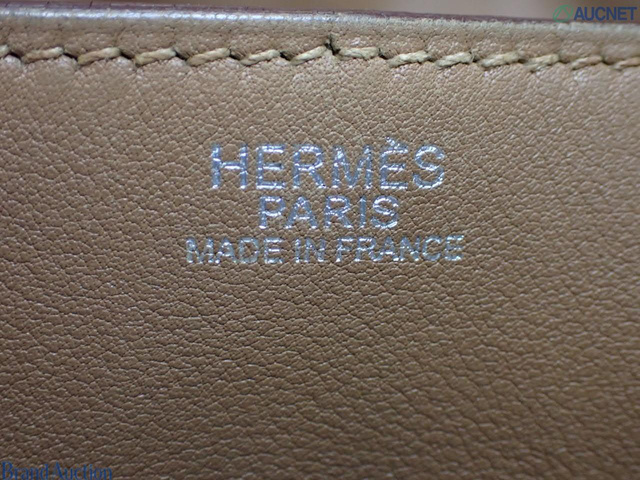 AUCNET
HERMÈS
PARIS
MADE IN FRANCE
Brand Auction